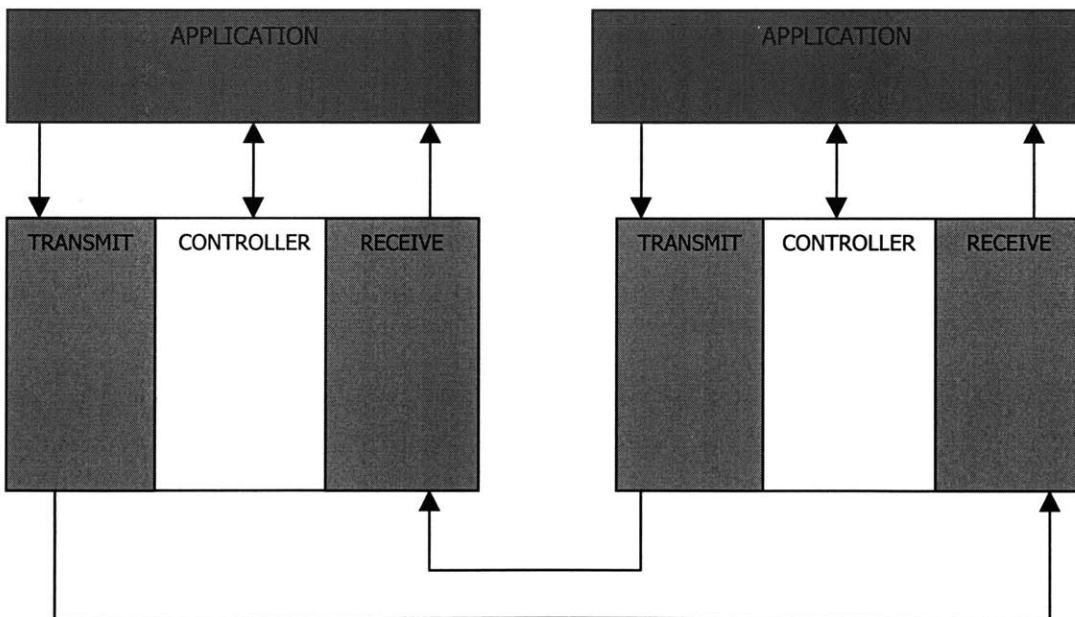 APPLICATION
APPLICATION
TRANSMIT
CONTROLLER
RECEIVE
TRANSMIT
CONTROLLER
RECEIVE